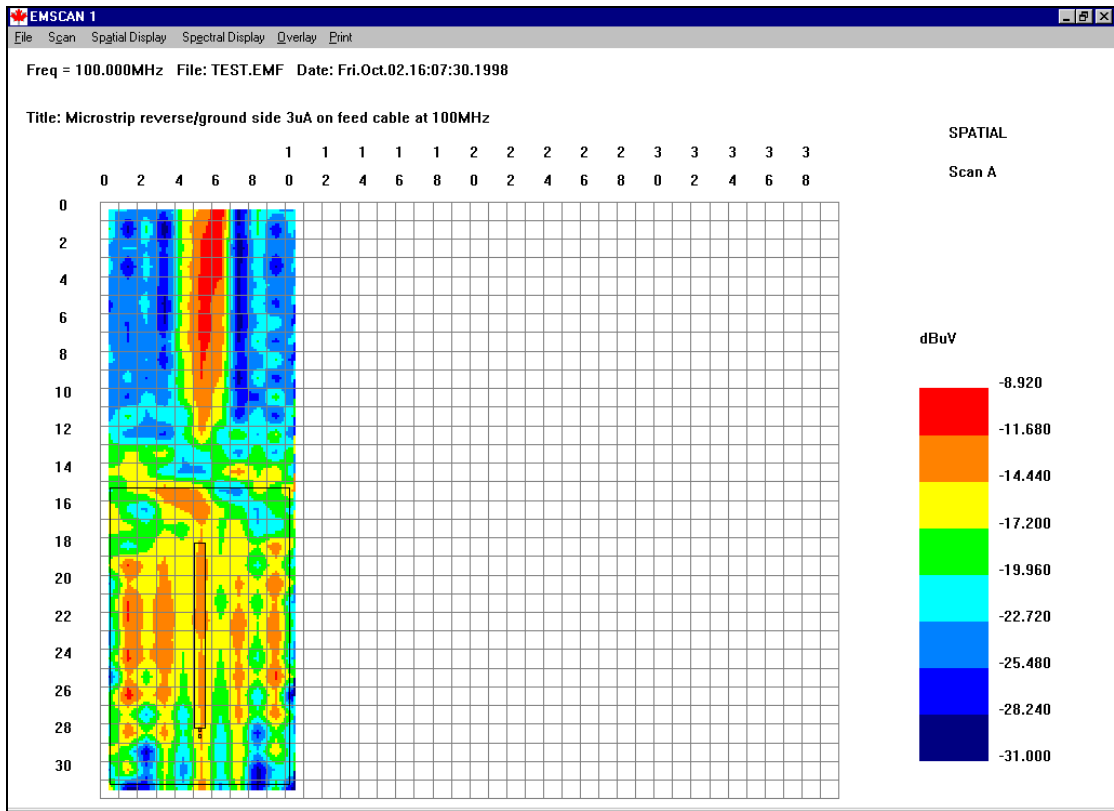 EMSCAN 1
File Scan Spatial Display Spectral Display Overlay Print
Freq = 100.000MHz File: TEST.EMF Date: Fri.Oct.02.16:07:30.1998
Title: Microstrip reverse/ground side 3uA on feed cable at 100MHz
SPATIAL
Scan A
1 1 1 1 1 2 2 2 2 2 3 3 3 3 3
0 2 4 6 8 0 2 4 6 8 0 2 4 6 8 0 2 4 6 8
0
2
4
6
8
10
12
14
16
18
20
22
24
26
28
30
dBuV
-8.920
-11.680
-14.440
-17.200
-19.960
-22.720
-25.480
-28.240
-31.000